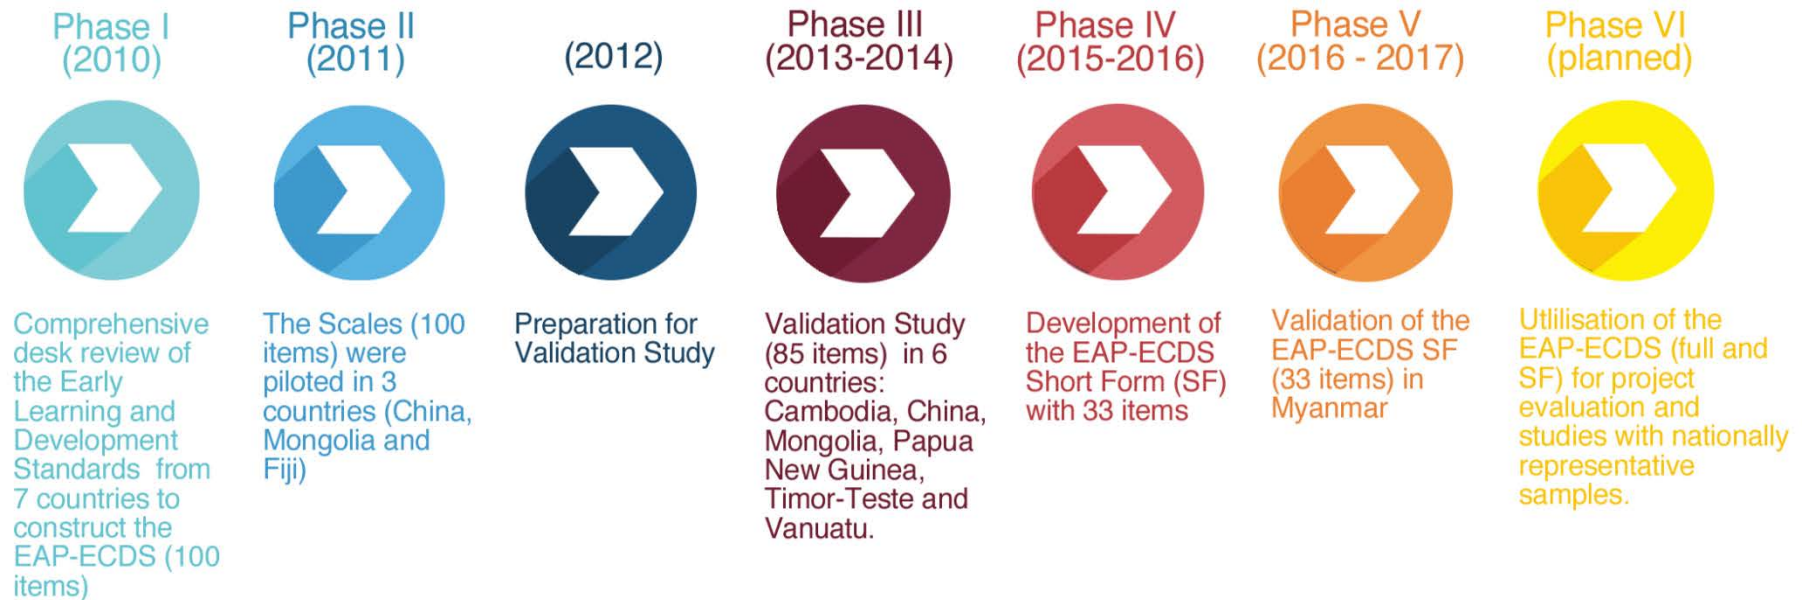 Phase I
(2010)
Comprehensive
desk review of
the Early
Learning and
Development
Standards from
7 countries to
construct the
EAP-ECDS (100
items)
Phase II
(2011)
The Scales (100
items) were
piloted in 3
countries (China,
Mongolia and
Fiji)
(2012)
Preparation for
Validation Study
Phase III
(2013-2014)
Validation Study
(85 items) in 6
countries:
Cambodia, China,
Mongolia, Papua
New Guinea,
Timor-Teste and
Vanuatu.
Phase IV
(2015-2016)
Development of
the EAP-ECDS
Short Form (SF)
with 33 items
Phase V
(2016 - 2017)
Validation of the
EAP-ECDS SF
(33 items) in
Myanmar
Phase VI
(planned)
Utlilisation of the
EAP-ECDS (full and
SF) for project
evaluation and
studies with nationally
representative
samples.